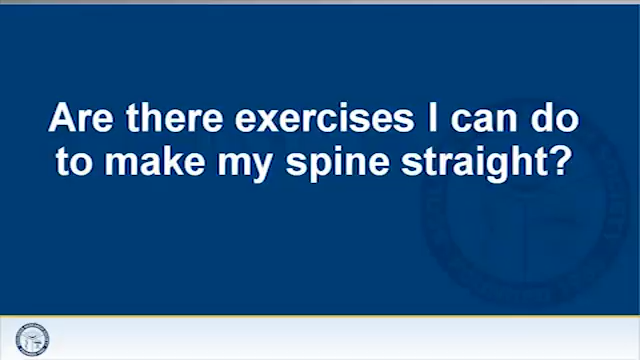 Are there exercises I can do
to make my spine straight?